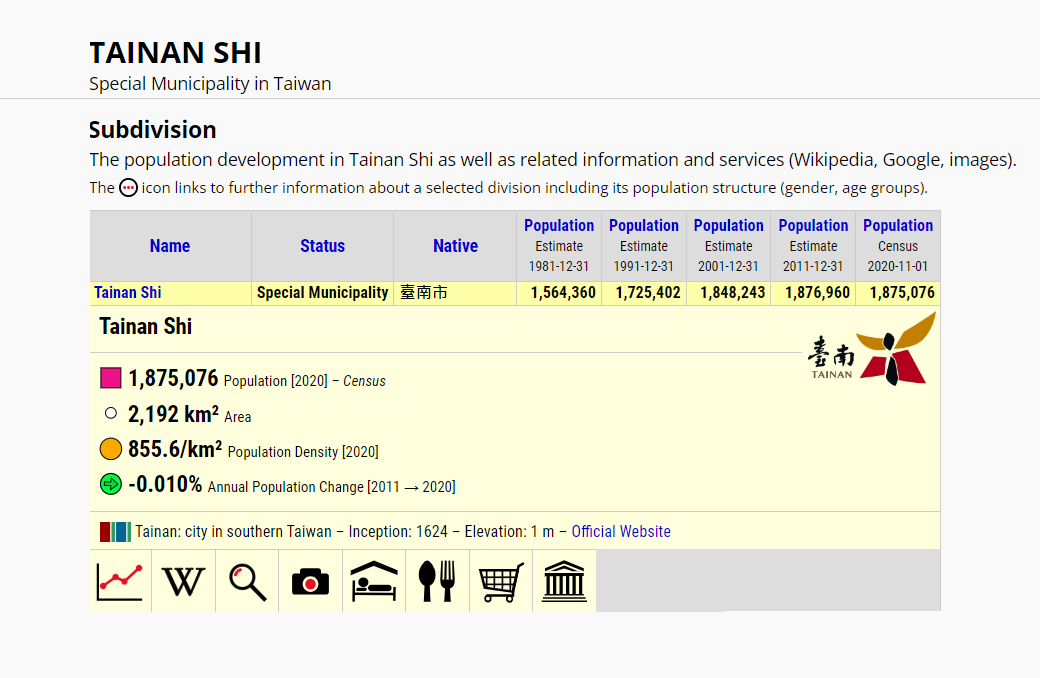 TAINAN SHI
Special Municipality in Taiwan
Subdivision
The population development in Tainan Shi as well as related information and services (Wikipedia, Google, images).
The icon links to further information about a selected division including its population structure (gender, age groups).
Name Status Native Population Estimate 1981-12-31 Population Estimate 1991-12-31 Population Estimate 2001-12-31 Population Estimate 2011-12-31 Population Census 2020-11-01
Tainan Shi Special Municipality 臺南市 1,564,360 1,725,402 1,848,243 1,876,960 1,875,076
Tainan Shi
臺南
TAINAN
1,875,076 Population [2020] – Census
2,192 km² Area
855.6/km² Population Density [2020]
-0.010% Annual Population Change [2011 → 2020]
Tainan: city in southern Taiwan – Inception: 1624 – Elevation: 1 m – Official Website
W